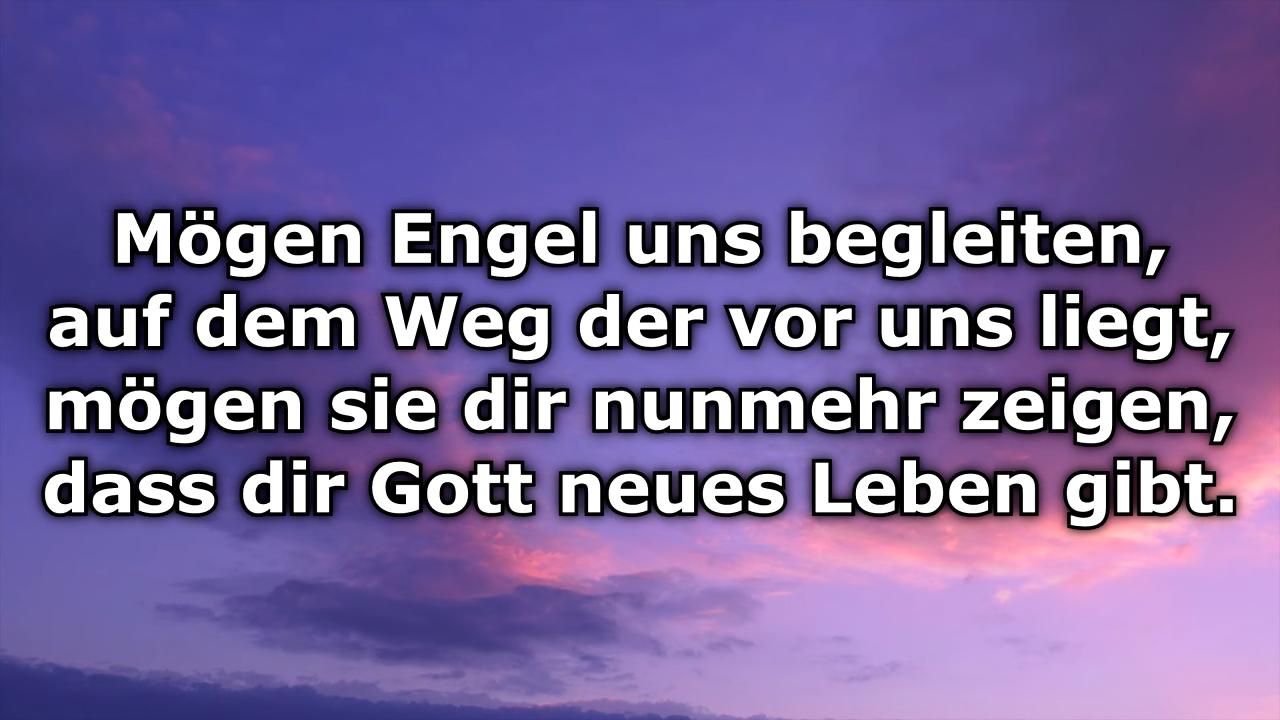 Mögen Engel uns begleiten,
auf dem Weg der vor uns liegt,
mögen sie dir nunmehr zeigen,
dass dir Gott neues Leben gibt.